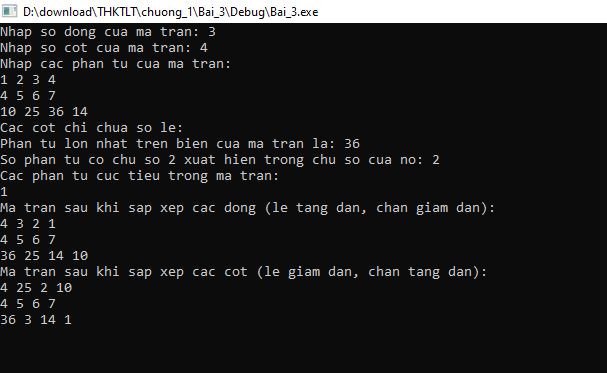 D:\download\THKTLT\chuong_1\Bai_3\Debug\Bai_3.exe
Nhap so dong cua ma tran: 3
Nhap so cot cua ma tran: 4
Nhap cac phan tu cua ma tran:
1 2 3 4
4 5 6 7
10 25 36 14
Cac cot chi chua so le:
Phan tu lon nhat tren bien cua ma tran la: 36
So phan tu co chu so 2 xuat hien trong chu so cua no: 2
Cac phan tu cuc tieu trong ma tran:
1
Ma tran sau khi sap xep cac dong (le tang dan, chan giam dan):
4 3 2 1
4 5 6 7
36 25 14 10
Ma tran sau khi sap xep cac cot (le giam dan, chan tang dan):
4 25 2 10
4 5 6 7
36 3 14 1